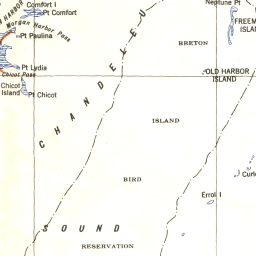 Comfort I
Pt Comfort
HARBOR
Morgan Harbor Pass
Pt Paulina
Neptune Pt
FREEM
ISLA
BRETON
Pt Lydia
Chicot Pass
OLD HARBOR
ISLAND
Chicot
Island
Pt Chicot
CHANDELEU
ISLAND
BIRD
Curle
Errol I
SOUND
RESERVATION